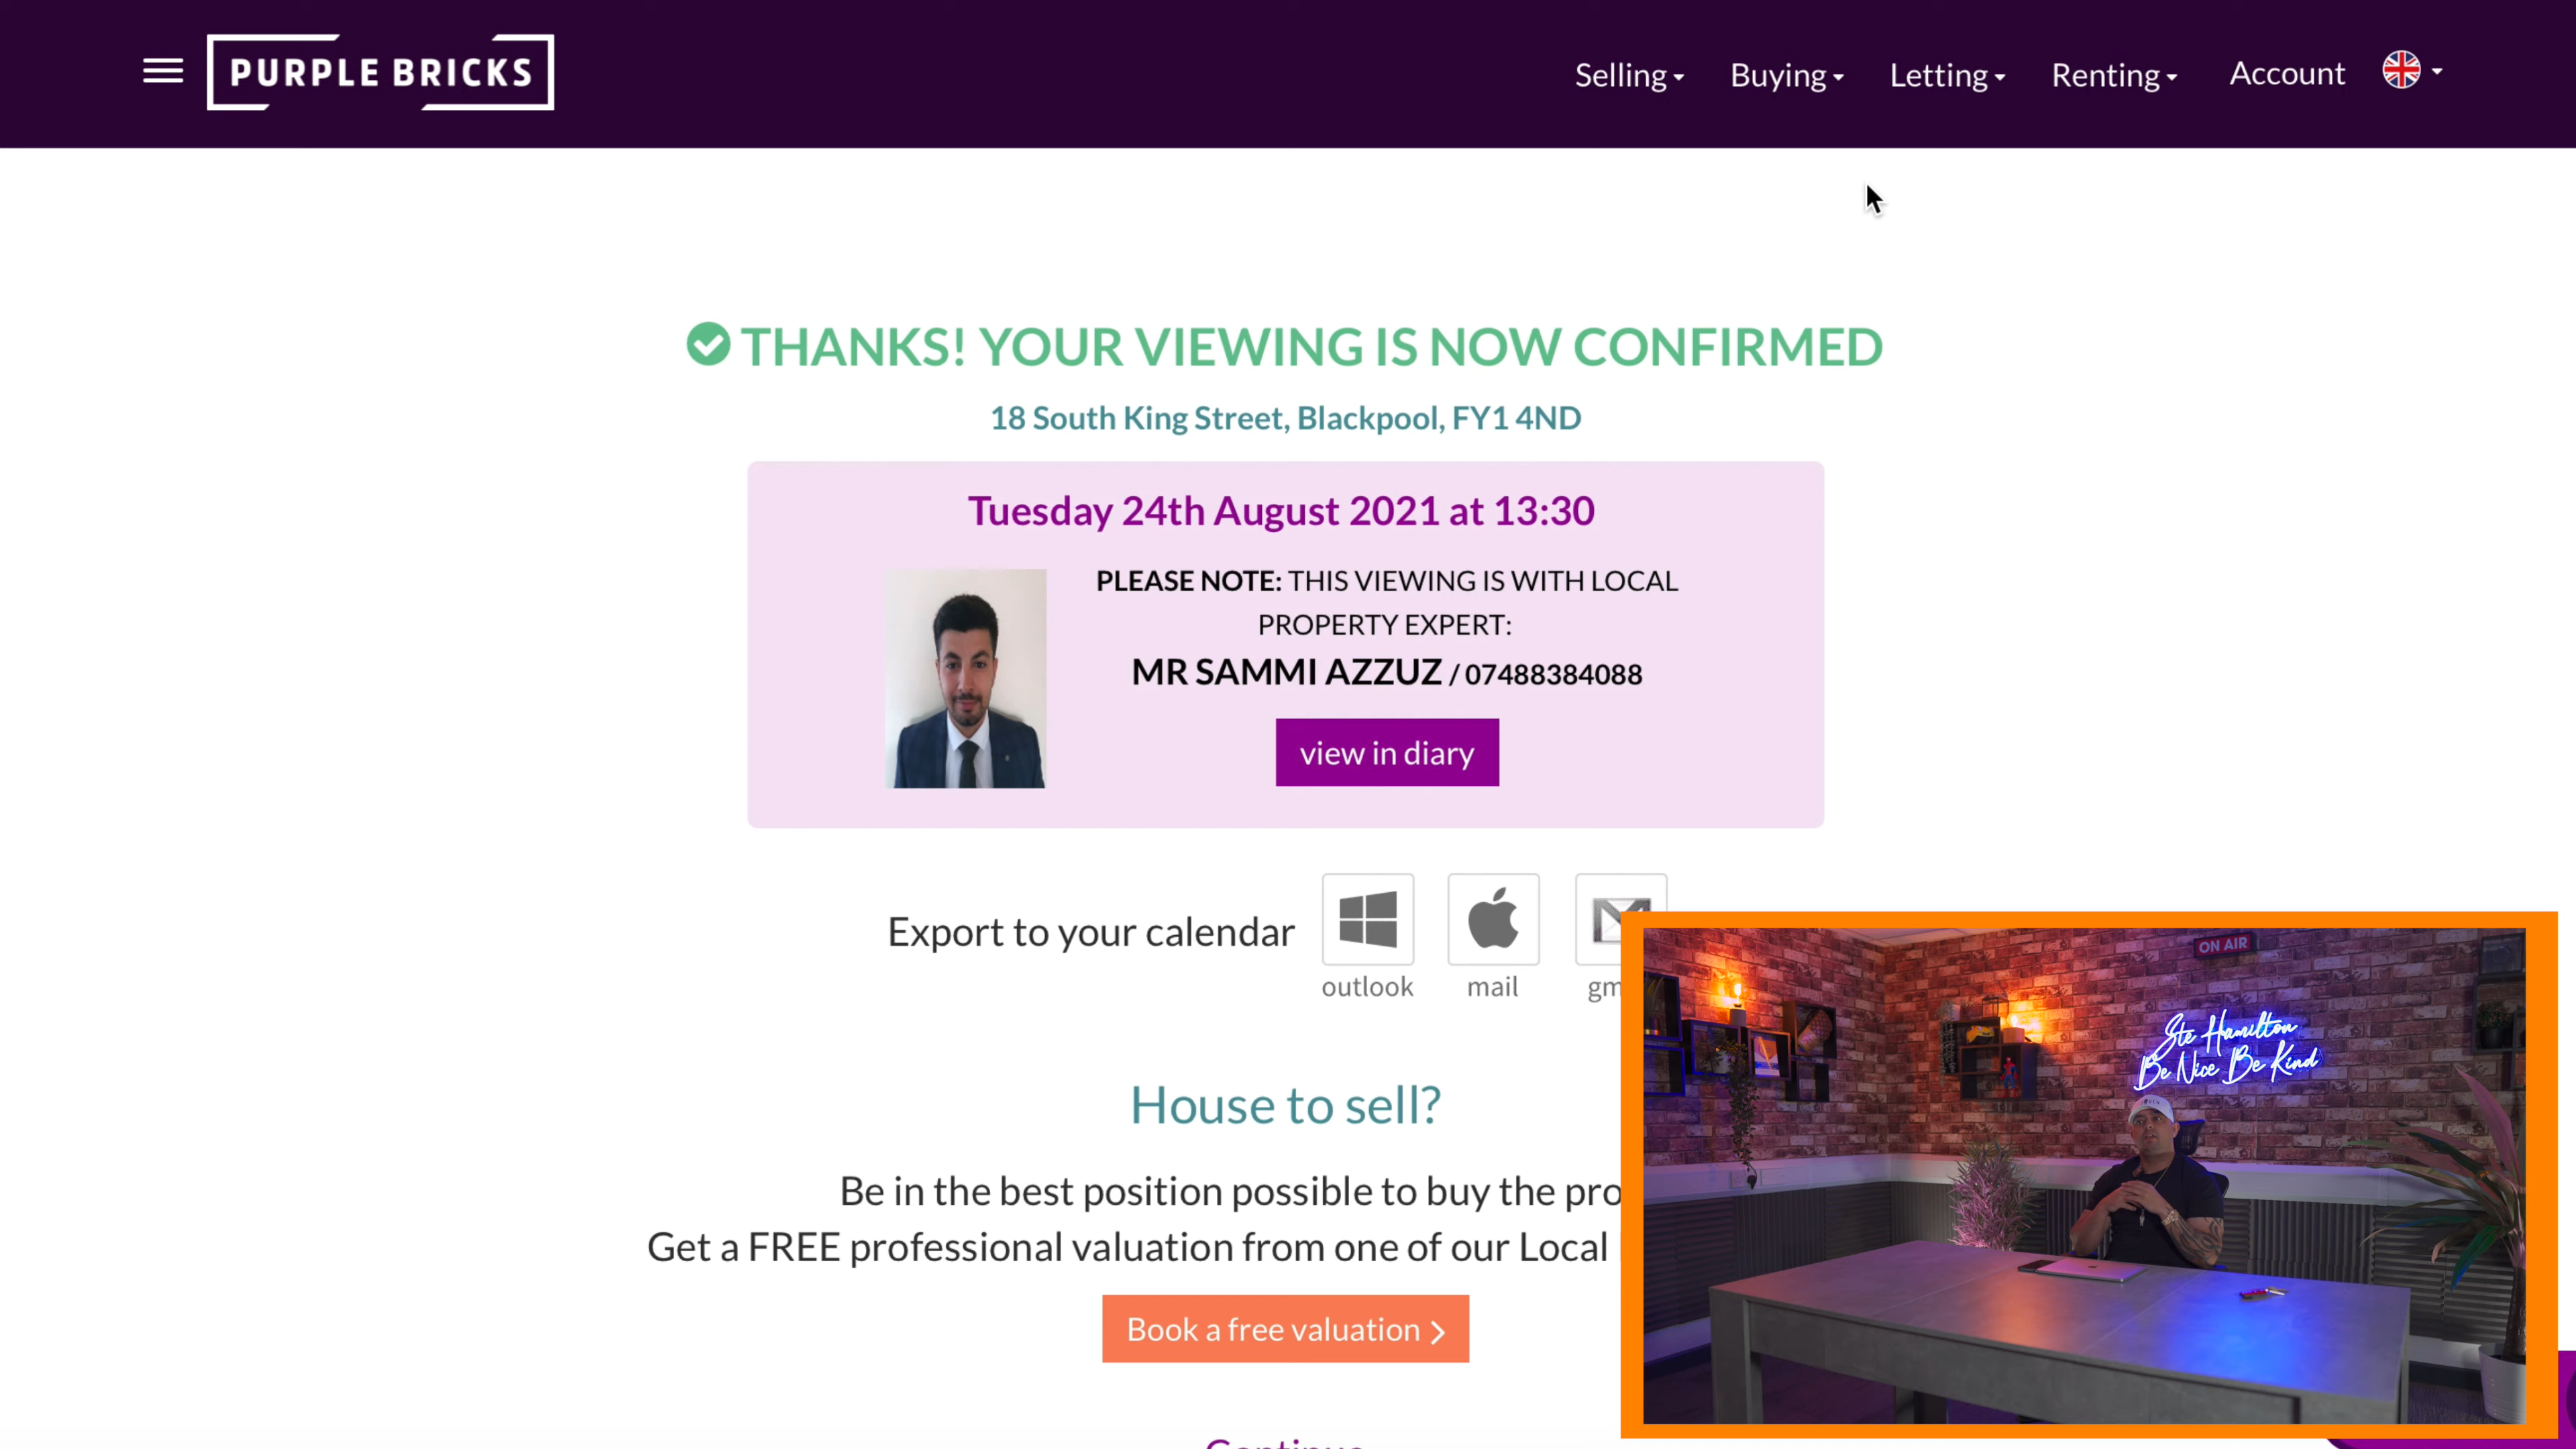 PURPLE BRICKS
Selling
Buying
Letting
Renting
Account
THANKS! YOUR VIEWING IS NOW CONFIRMED
18 South King Street, Blackpool, FY1 4ND
Tuesday 24th August 2021 at 13:30
PLEASE NOTE: THIS VIEWING IS WITH LOCAL
PROPERTY EXPERT:
MR SAMMI AZZUZ / 07488384088
view in diary
Export to your calendar
outlook
mail
gm
House to sell?
Be in the best position possible to buy the pro
Get a FREE professional valuation from one of our Local
Book a free valuation
Continue
ON AIR
Ste Hamilton
Be Nice Be Kind